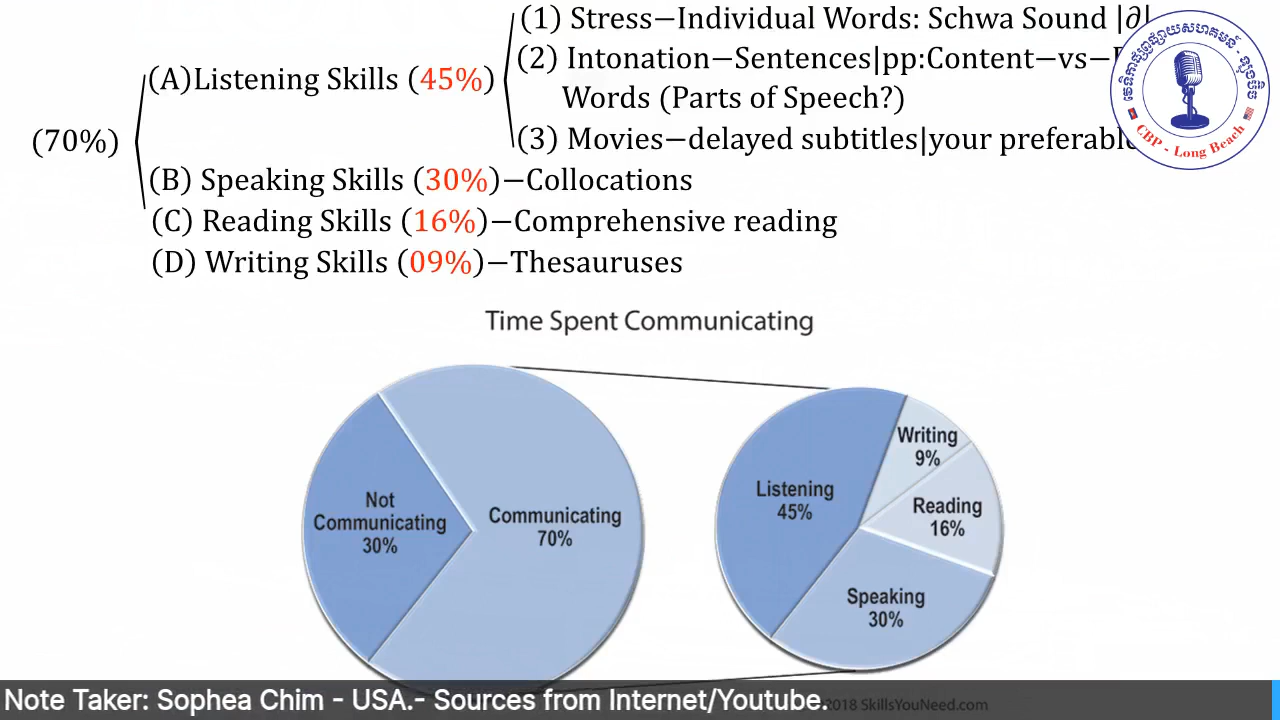 (1) Stress−Individual Words: Schwa Sound |∂|
(A)Listening Skills (45%)
(2) Intonation−Sentences|pp:Content−vs−
Words (Parts of Speech?)
(3) Movies−delayed subtitles|your preferable
(70%)
(B) Speaking Skills (30%)−Collocations
(C) Reading Skills (16%)−Comprehensive reading
(D) Writing Skills (09%)−Thesauruses
CBP - Long Beach
Time Spent Communicating
Not
Communicating
30%
Communicating
70%
Listening
45%
Writing
9%
Reading
16%
Speaking
30%
Note Taker: Sophea Chim - USA.- Sources from Internet/Youtube.
2018 SkillsYouNeed.com